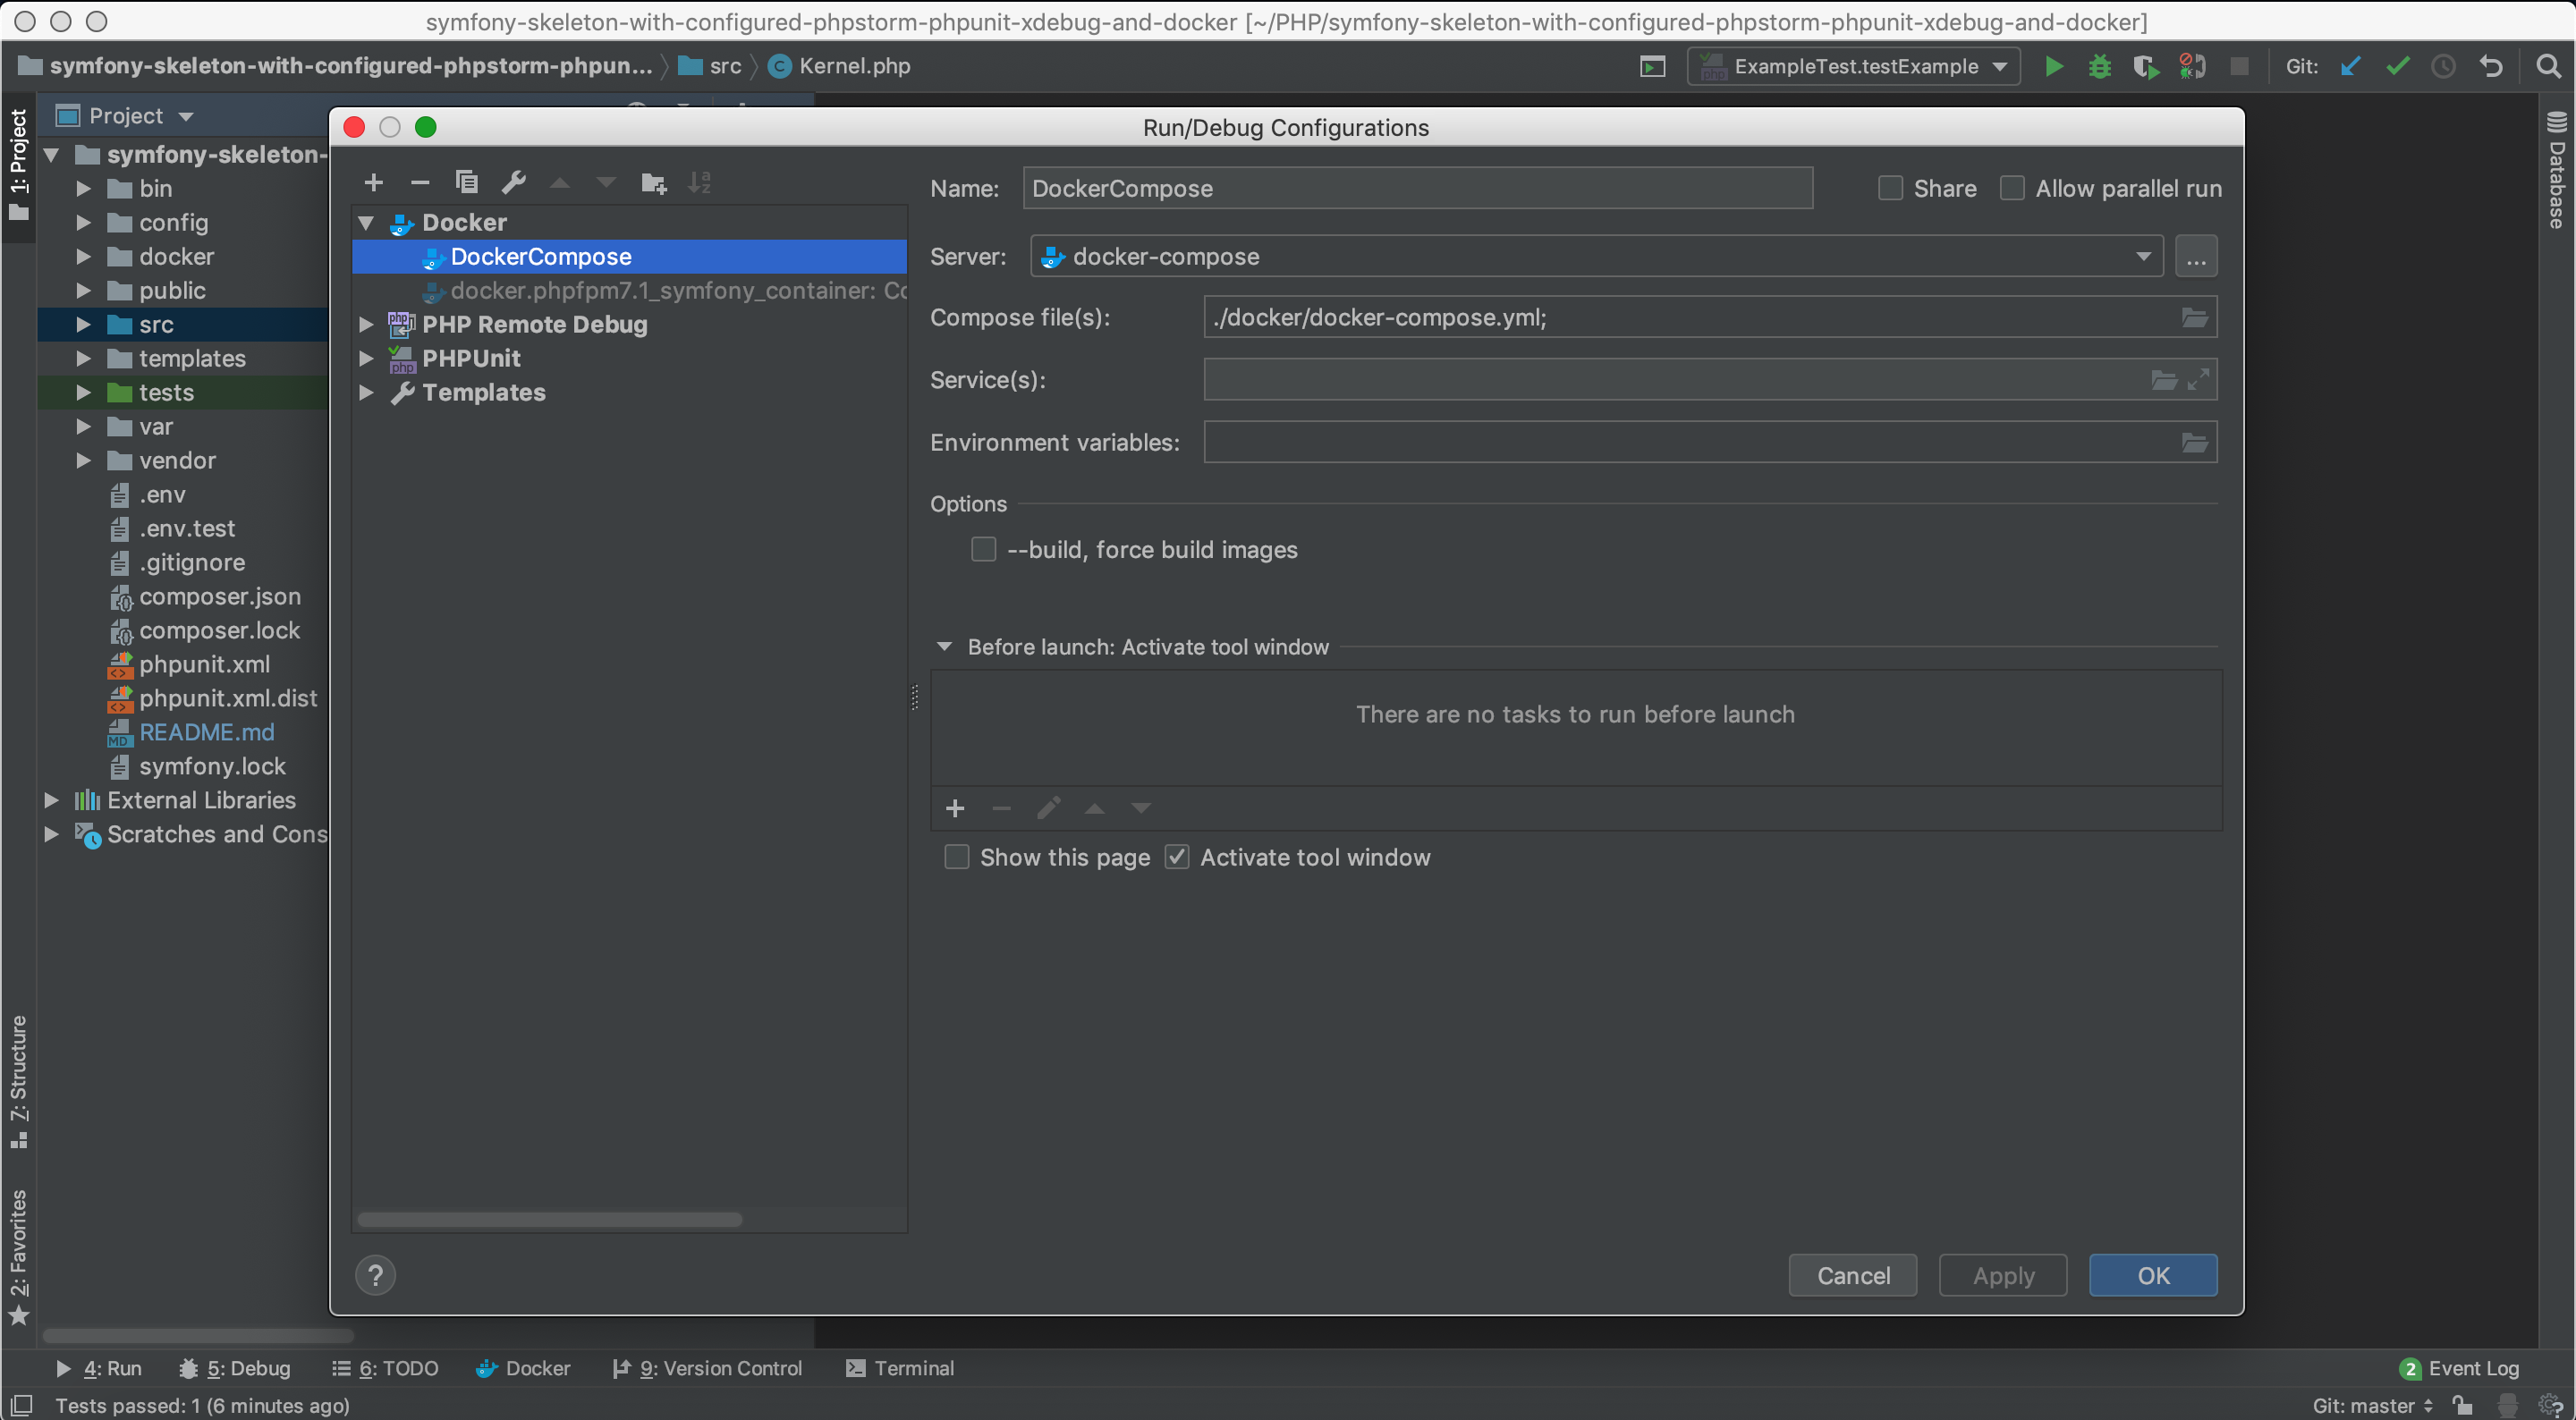 symfony-skeleton-with-configured-phpstorm-phpunit-xdebug-and-docker [~/PHP/symfony-skeleton-with-configured-phpstorm-phpunit-xdebug-and-docker]
symfony-skeleton-with-configured-phpstorm-phpun... src Kernel.php
ExampleTest.testExample Git:
1: Project
7: Structure
2: Favorites
Project
symfony-skeleton-
bin
config
docker
public
src
templates
tests
var
vendor
.env
.env.test
.gitignore
composer.json
composer.lock
phpunit.xml
phpunit.xml.dist
README.md
symfony.lock
External Libraries
Scratches and Cons
Run/Debug Configurations
Docker
DockerCompose
docker.phpfpm7.1_symfony_container: Co
PHP Remote Debug
PHPUnit
Templates
Name: DockerCompose Share Allow parallel run
Server: docker-compose ...
Compose file(s): ./docker/docker-compose.yml;
Service(s):
Environment variables:
Options
--build, force build images
Before launch: Activate tool window
There are no tasks to run before launch
Show this page Activate tool window
? Cancel Apply OK
Database
4: Run 5: Debug 6: TODO Docker 9: Version Control Terminal 2 Event Log
Tests passed: 1 (6 minutes ago) Git: master